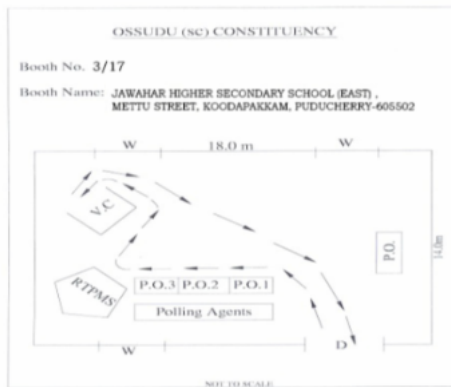 OSSUDU (SC) CONSTITUENCY
Booth No. 3/17
Booth Name: JAWAHAR HIGHER SECONDARY SCHOOL (EAST) ,
METTU STREET, KOODAPAKKAM, PUDUCHERRY-605502
W 18.0 m W
V.C
P.O.
14.0m
RTPMS
P.O.3 P.O.2 P.O.1
Polling Agents
W D
NOT TO SCALE